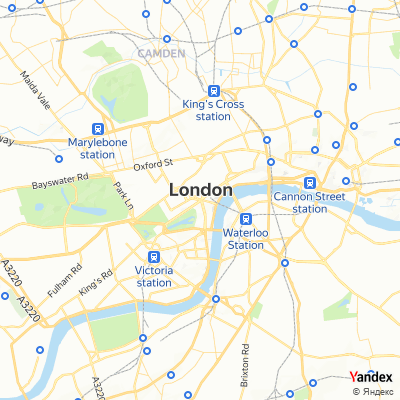 CAMDEN
Maida Vale
King's Cross
station
way
Marylebone
station
Oxford St
Bayswater Rd
London
Park Ln
Cannon Street
station
Waterloo
Station
Victoria
station
A3220
Fulham Rd
King's Rd
A3220
A3220
Brixton Rd
Yandex
© Яндекс